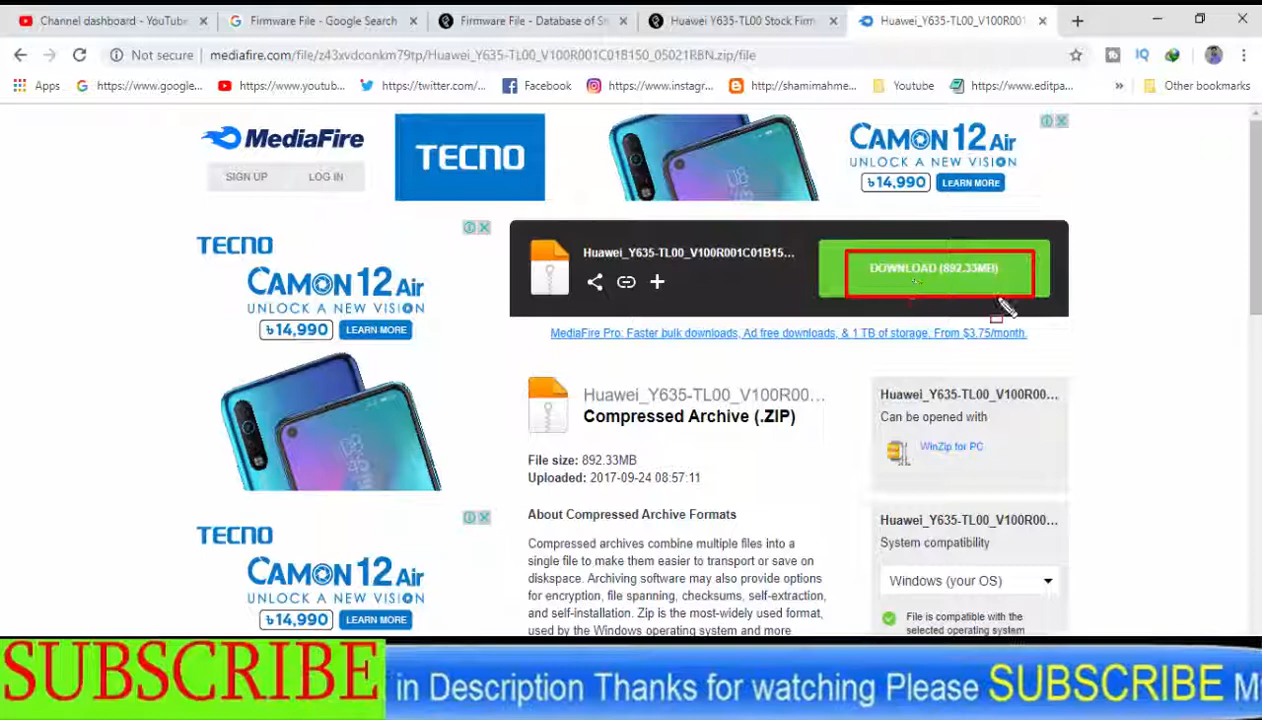 Channel dashboard - YouTube
Firmware File - Google Search
Firmware File - Database of St
Huawei Y635-TL00 Stock Firm
Huawei_Y635-TL00_V100R001
Not secure
mediafire.com/file/z43xvdconkm79tp/Huawei_Y635-TL00_V100R001C01B150_05021RBN.zip/file
Apps
https://www.google...
https://www.youtub...
https://twitter.com/...
Facebook
https://www.instagr...
http://shamimahme...
Youtube
https://www.editpa...
Other bookmarks
MediaFire
SIGN UP
LOG IN
TECNO
CAMON 12 Air
UNLOCK A NEW VISION
৳14,990
LEARN MORE
TECNO
CAMON 12 Air
UNLOCK A NEW VISION
৳14,990
LEARN MORE
Huawei_Y635-TL00_V100R001C01B15...
DOWNLOAD (892.33MB)
MediaFire Pro: Faster bulk downloads, Ad free downloads, & 1 TB of storage. From $3.75/month.
Huawei_Y635-TL00_V100R00...
Compressed Archive (.ZIP)
File size: 892.33MB
Uploaded: 2017-09-24 08:57:11
About Compressed Archive Formats
Compressed archives combine multiple files into a
single file to make them easier to transport or save on
diskspace. Archiving software may also provide options
for encryption, file spanning, checksums, self-extraction,
and self-installation. Zip is the most-widely used format,
used by the Windows operating system and more
Huawei_Y635-TL00_V100R00...
Can be opened with
WinZip for PC
Huawei_Y635-TL00_V100R00...
System compatibility
Windows (your OS)
File is compatible with the
selected operating system
TECNO
CAMON 12 Air
UNLOCK A NEW VISION
৳14,990
LEARN MORE
SUBSCRIBE
in Description Thanks for watching Please SUBSCRIBE M